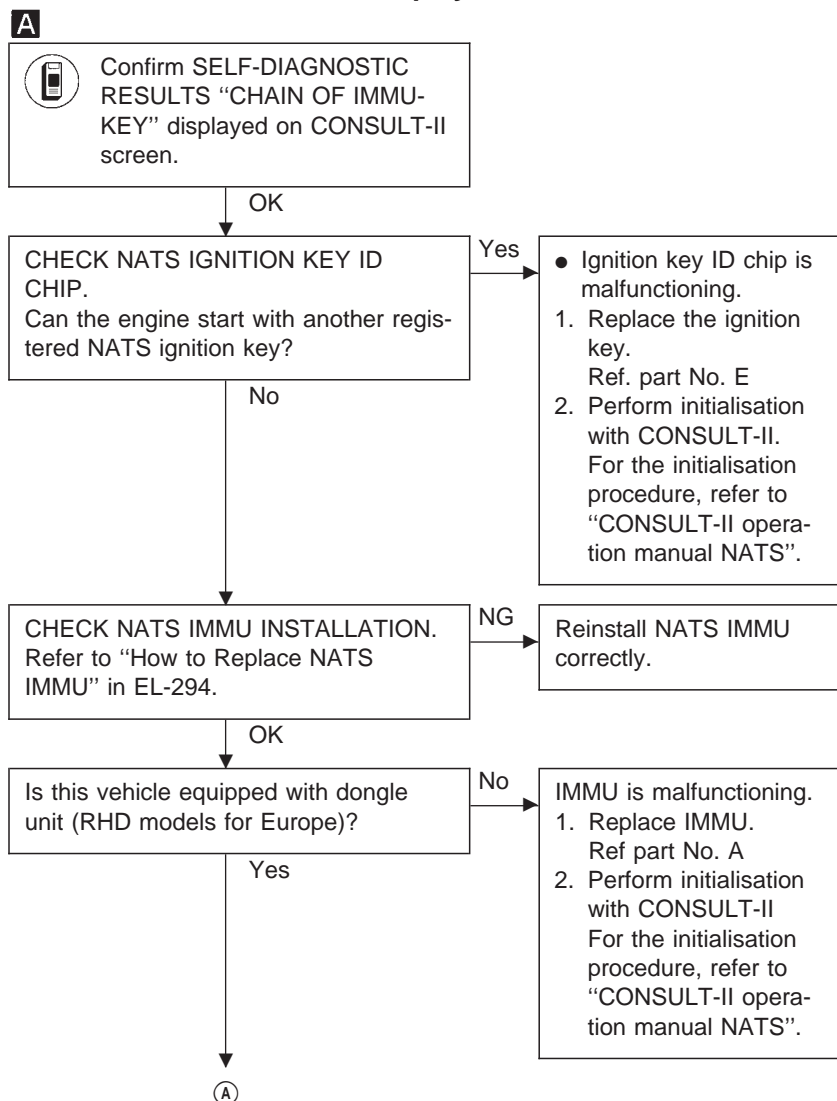 A
Confirm SELF-DIAGNOSTIC
RESULTS ‘‘CHAIN OF IMMU-
KEY’’ displayed on CONSULT-II
screen.
OK
CHECK NATS IGNITION KEY ID
CHIP.
Can the engine start with another regis-
tered NATS ignition key?
Yes
● Ignition key ID chip is
malfunctioning.
1. Replace the ignition
key.
Ref. part No. E
2. Perform initialisation
with CONSULT-II.
For the initialisation
procedure, refer to
‘‘CONSULT-II opera-
tion manual NATS’’.
No
CHECK NATS IMMU INSTALLATION.
Refer to ‘‘How to Replace NATS
IMMU’’ in EL-294.
NG
Reinstall NATS IMMU
correctly.
OK
Is this vehicle equipped with dongle
unit (RHD models for Europe)?
No
IMMU is malfunctioning.
1. Replace IMMU.
Ref part No. A
2. Perform initialisation
with CONSULT-II
For the initialisation
procedure, refer to
‘‘CONSULT-II opera-
tion manual NATS’’.
Yes
A